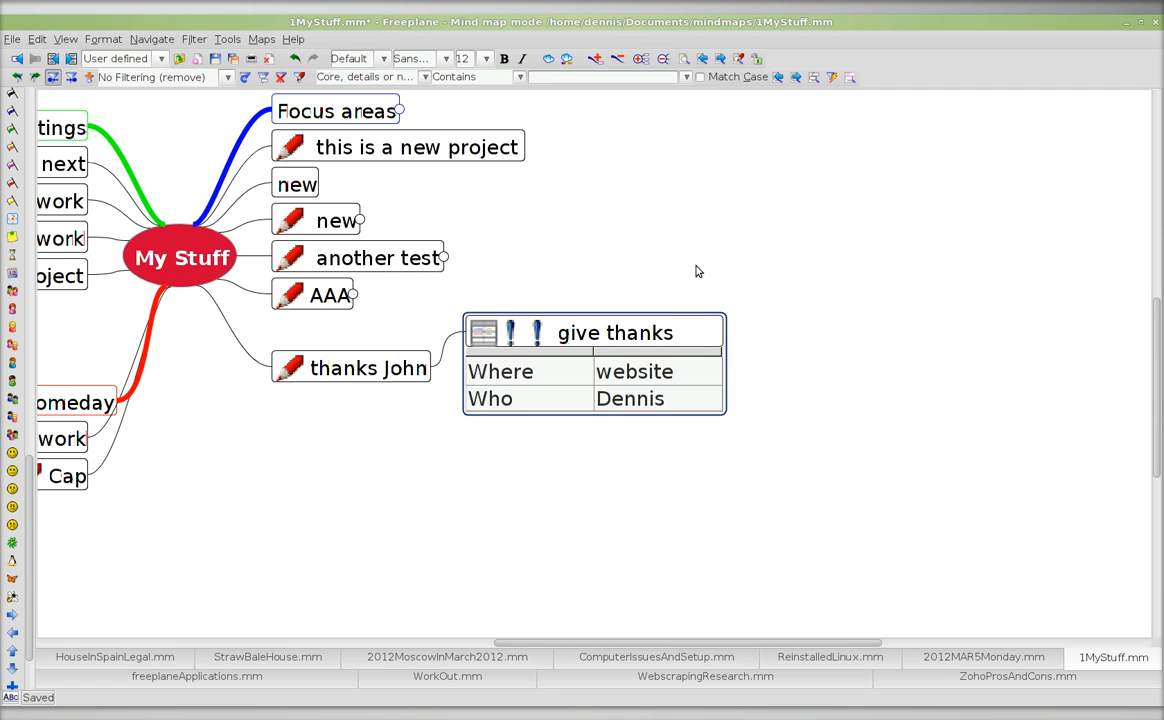 1MyStuff.mm* - Freeplane - Mind map mode /home/dennis/Documents/mindmaps/1MyStuff.mm
File Edit View Format Navigate Filter Tools Maps Help
User defined Default Sans... 12 B I
No Filtering (remove) Core, details or n... Contains Match Case
Focus areas
tings
this is a new project
next
new
work
new
work
My Stuff
another test
oject
AAA
give thanks
thanks John
Where website
Who Dennis
omeday
work
Cap
HouseInSpainLegal.mm StrawBaleHouse.mm 2012MoscowInMarch2012.mm ComputerIssuesAndSetup.mm ReinstalledLinux.mm 2012MAR5Monday.mm 1MyStuff.mm
freeplaneApplications.mm WorkOut.mm WebscrapingResearch.mm ZohoProsAndCons.mm
ABC Saved